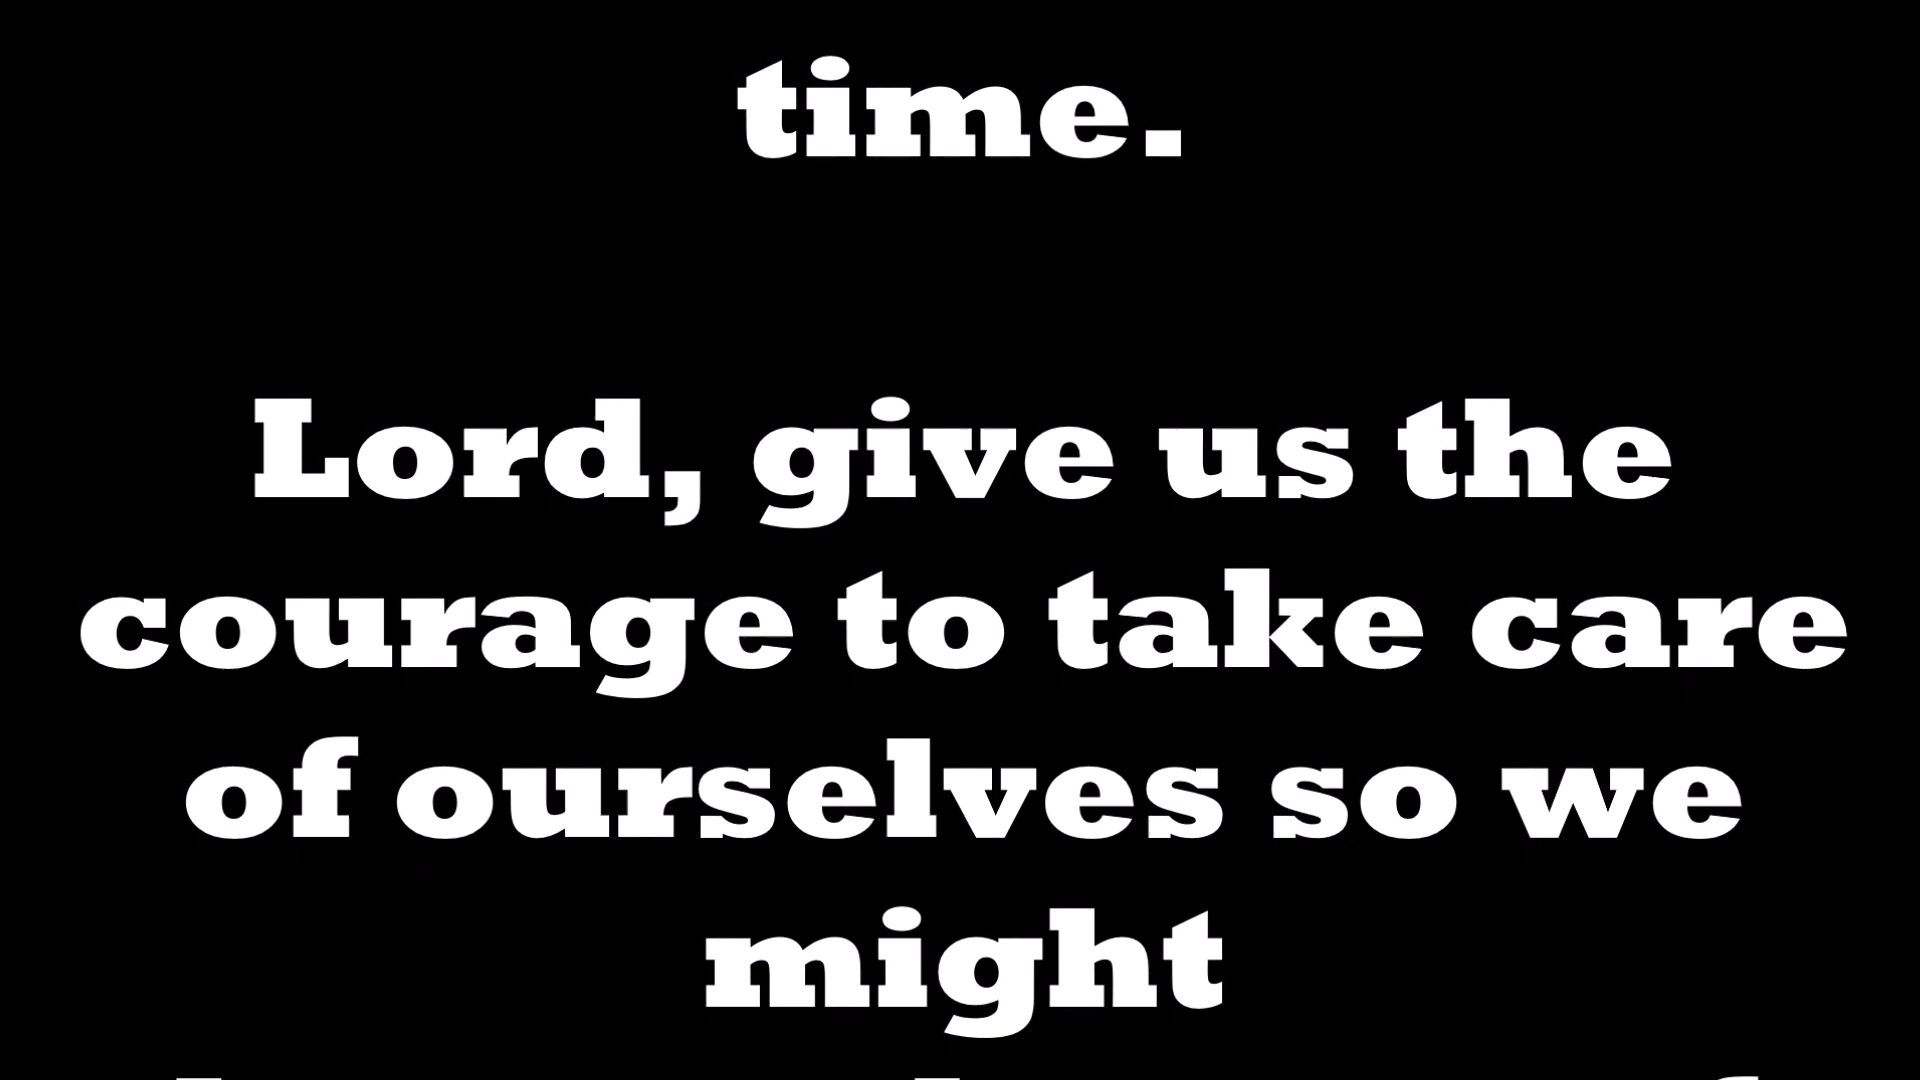 time.
Lord, give us the
courage to take care
of ourselves so we
might